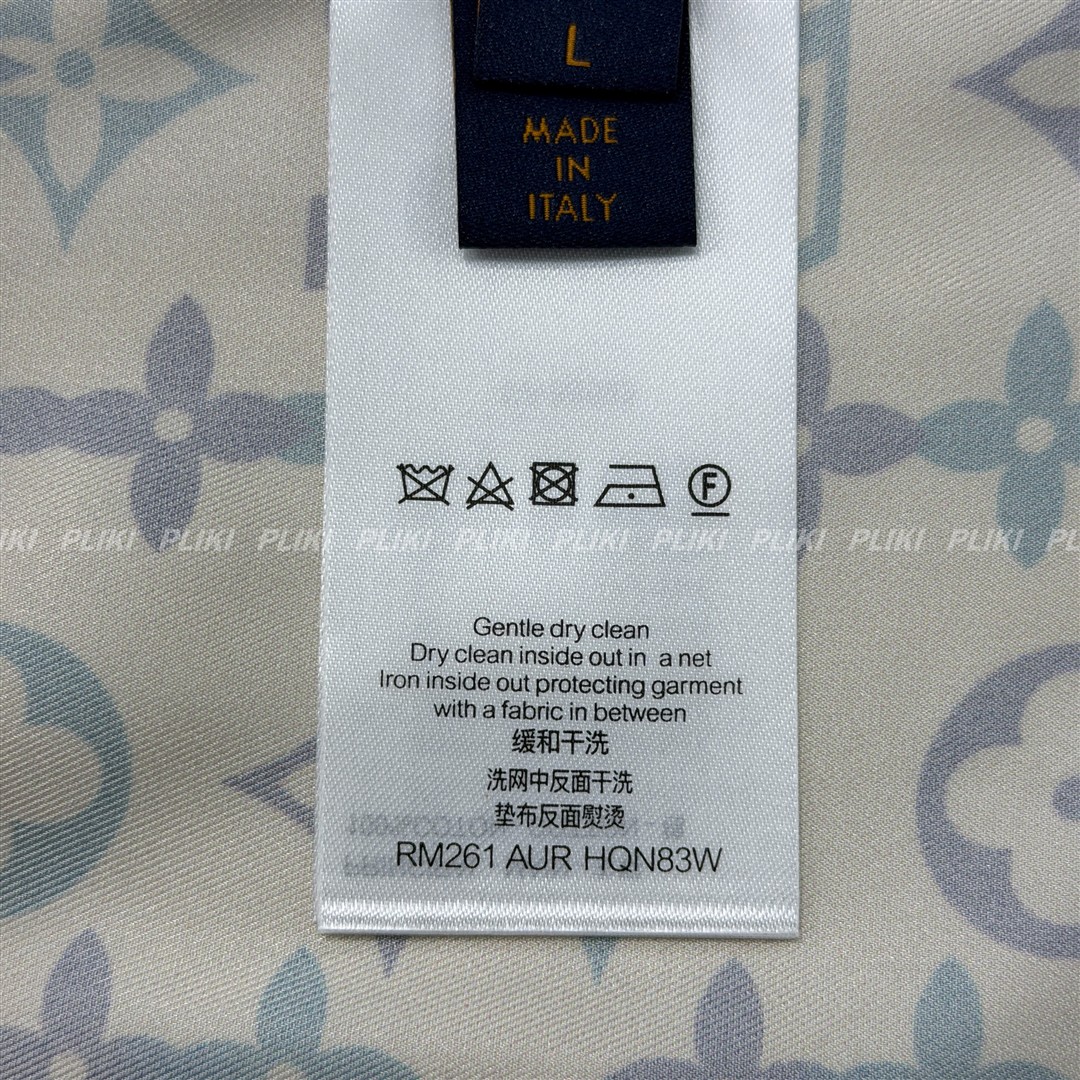 L
MADE
IN
ITALY
F
IKI PLIKI PLIKI PLIKI PLIKI PLIKI PLIKI PLIKI PLIKI PLIKI PLIKI PL
Gentle dry clean
Dry clean inside out in a net
Iron inside out protecting garment
with a fabric in between
缓和干洗
洗网中反面干洗
垫布反面熨烫
RM261 AUR HQN83W